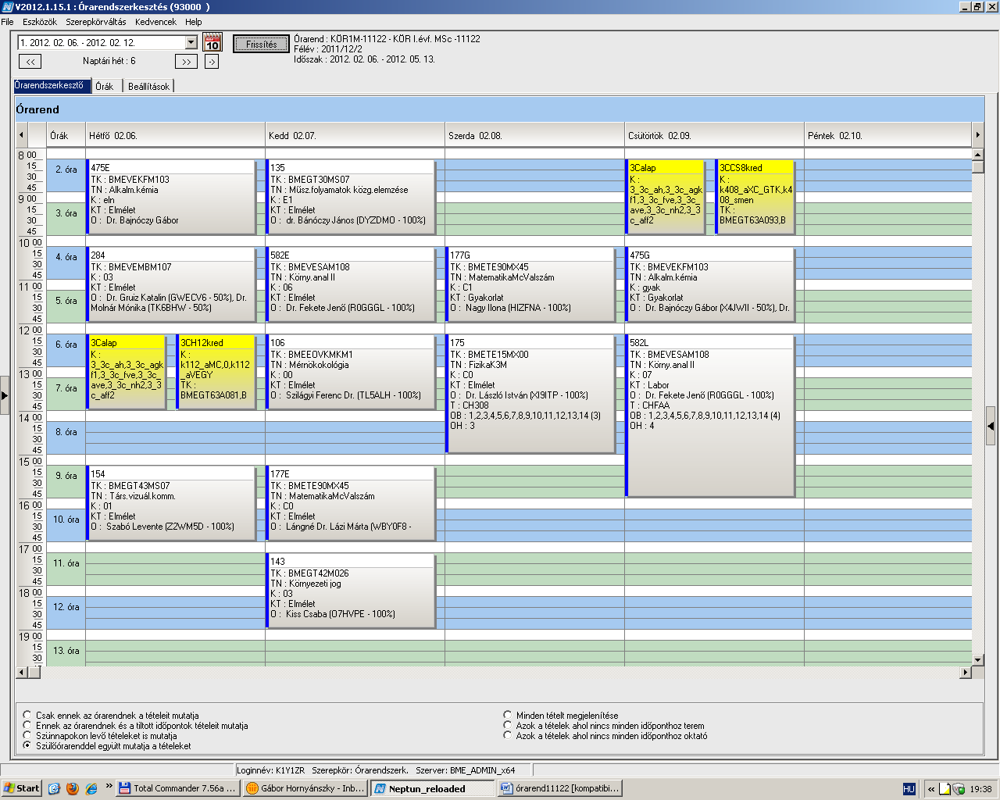 V2012.1.15.1 : Órarendszerkesztés (93000  )
File Eszközök Szerepkörváltás Kedvencek Help
1. 2012. 02. 06. - 2012. 02. 12.
10
Frissítés
Órarend : KÖR1M-11122 - KÖR I.évf. MSc -11122
Félév : 2011/12/2
Időszak : 2012. 02. 06. - 2012. 05. 13.
<< Naptári hét : 6 >> ->
Órarendszerkesztő Órák Beállítások
Órarend
Órák Hétfő 02.06. Kedd 02.07. Szerda 02.08. Csütörtök 02.09. Péntek 02.10.
8 00
15
30
45
9 00
15
30
45
10 00
15
30
45
11 00
15
30
45
12 00
15
30
45
13 00
15
30
45
14 00
15
30
45
15 00
15
30
45
16 00
15
30
45
17 00
15
30
45
18 00
15
30
45
19 00
15
30
2. óra
3. óra
4. óra
5. óra
6. óra
7. óra
8. óra
9. óra
10. óra
11. óra
12. óra
13. óra
475E
TK : BMEVEKFM103
TN : Alkalm.kémia
K : eln
KT : Elmélet
O : Dr. Bajnóczy Gábor
284
TK : BMEVEMBM107
K : 03
KT : Elmélet
O : Dr. Gruiz Katalin (GWECV6 - 50%), Dr.
Molnár Mónika (TK6BHW - 50%)
3Calap
K :
3_3c_ah,3_3c_agk
f1,3_3c_fve,3_3c_
ave,3_3c_nh2,3_3
c_aff2
3CH12kred
K :
k112_aMC,0,k112
_aVEGY
TK :
BMEGT63A081,B
154
TK : BMEGT43MS07
TN : Társ.vizuál.komm.
K : 01
KT : Elmélet
O : Szabó Levente (Z2WM5D - 100%)
135
TK : BMEGT30MS07
TN : Műsz.folyamatok közg.elemzése
K : E1
KT : Elmélet
O : dr. Bánóczy János (DYZDMO - 100%)
582E
TK : BMEVESAM108
TN : Körny.anal II
K : 06
KT : Elmélet
O : Dr. Fekete Jenő (R0GGGL - 100%)
106
TK : BMEEOVKMKM1
TN : Mérnökokológia
K : 00
KT : Elmélet
O : Szilágyi Ferenc Dr. (TL5ALH - 100%)
177E
TK : BMETE90MX45
TN : MatematikaMcValszám
K : C0
KT : Elmélet
O : Lángné Dr. Lázi Márta (WBY0F8 -
143
TK : BMEGT42M026
TN : Környezeti jog
K : 03
KT : Elmélet
O : Kiss Csaba (O7HVPE - 100%)
177G
TK : BMETE90MX45
TN : MatematikaMcValszám
K : C1
KT : Gyakorlat
O : Nagy Ilona (HIZFNA - 100%)
175
TK : BMETE15MX00
TN : FizikaK3M
K : C0
KT : Elmélet
O : Dr. László István (XI9ITP - 100%)
T : CH308
OB : 1,2,3,4,5,6,7,8,9,10,11,12,13,14 (3)
OH : 3
3Calap
K :
3_3c_ah,3_3c_agk
f1,3_3c_fve,3_3c_
ave,3_3c_nh2,3_3
c_aff2
3CCS8kred
K :
k408_aXC_GTK,k4
08_smen
TK :
BMEGT63A093,B
475G
TK : BMEVEKFM103
TN : Alkalm.kémia
K : gyak
KT : Gyakorlat
O : Dr. Bajnóczy Gábor (X4JWII - 50%), Dr.
582L
TK : BMEVESAM108
TN : Körny.anal II
K : 07
KT : Labor
O : Dr. Fekete Jenő (R0GGGL - 100%)
T : CHFAA
OB : 1,2,3,4,5,6,7,8,9,10,11,12,13,14 (4)
OH : 4
Csak ennek az órarendnek a tételeit mutatja
Ennek az órarendnek és a tiltott időpontok tételeit mutatja
Szünnapokon levő tételeket is mutatja
Szülőórarenddel együtt mutatja a tételeket
Minden tételt megjelenítése
Azok a tételek ahol nincs minden időponthoz terem
Azok a tételek ahol nincs minden időponthoz oktató
Loginnév: K1Y1ZR Szerepkör: Órarendszerk. Szerver: BME_ADMIN_x64
Start » Total Commander 7.56a ... Gábor Hornyánszky - Inb... Neptun_reloaded órarend11122 [kompatibi... HU « 19:38